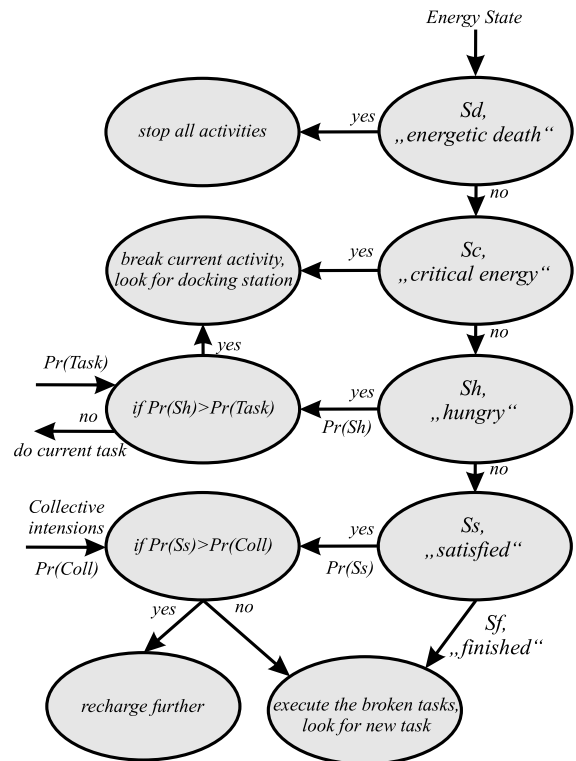 Energy State
Sd,
„energetic death“
yes
stop all activities
no
Sc,
„critical energy“
yes
break current activity,
look for docking station
no
yes
Sh,
„hungry“
yes
Pr(Sh)
if Pr(Sh)>Pr(Task)
Pr(Task)
no
do current task
no
Ss,
„satisfied“
yes
Pr(Ss)
if Pr(Ss)>Pr(Coll)
Collective
intensions
Pr(Coll)
yes
no
Sf,
„finished“
recharge further
execute the broken tasks,
look for new task